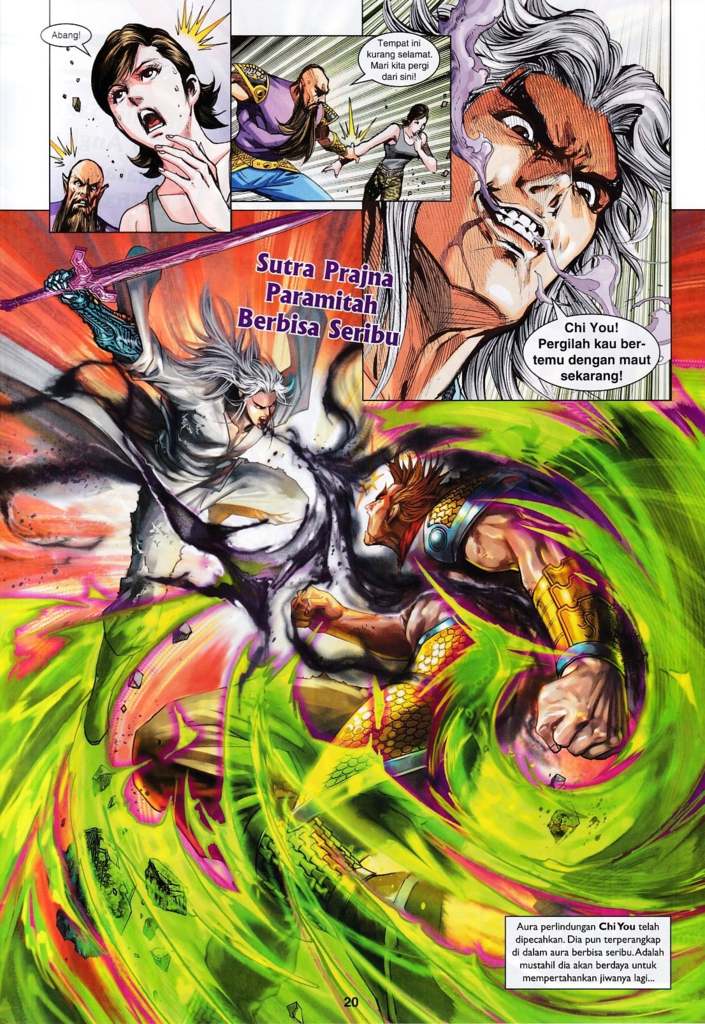 Abang!
Tempat ini
kurang selamat.
Mari kita pergi
dari sini!
Sutra Prajna
Paramitah
Berbisa Seribu
Chi You!
Pergilah kau ber-
temu dengan maut
sekarang!
Aura perlindungan Chi You telah
dipecahkan. Dia pun terperangkap
di dalam aura berbisa seribu. Adalah
mustahil dia akan berdaya untuk
mempertahankan jiwanya lagi...
20